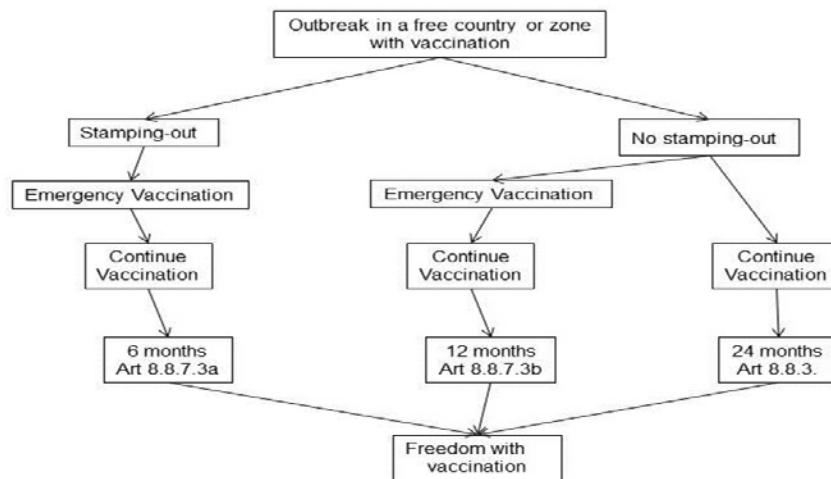 Outbreak in a free country or zone
with vaccination
Stamping-out
No stamping-out
Emergency Vaccination
Emergency Vaccination
Continue
Vaccination
Continue
Vaccination
Continue
Vaccination
6 months
Art 8.8.7.3a
12 months
Art 8.8.7.3b
24 months
Art 8.8.3.
Freedom with
vaccination